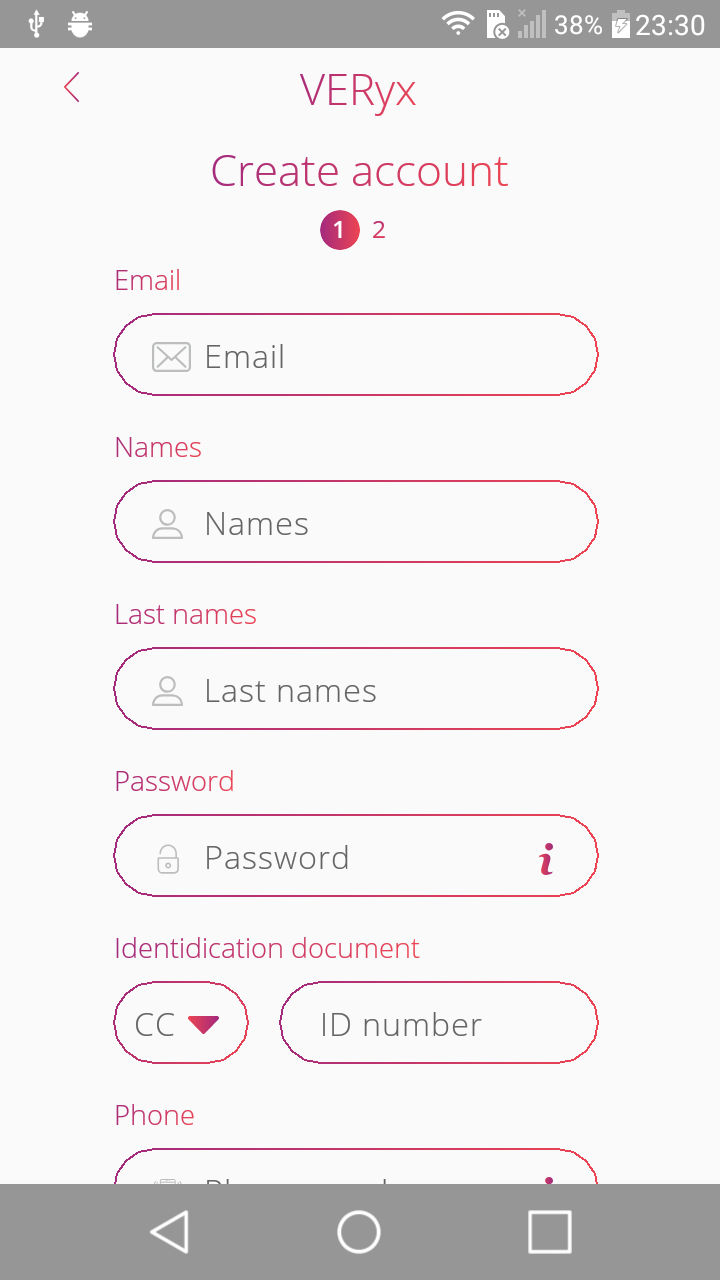 38% 23:30
VERyx
Create account
1 2
Email
Email
Names
Names
Last names
Last names
Password
Password i
Identidication document
CC ID number
Phone